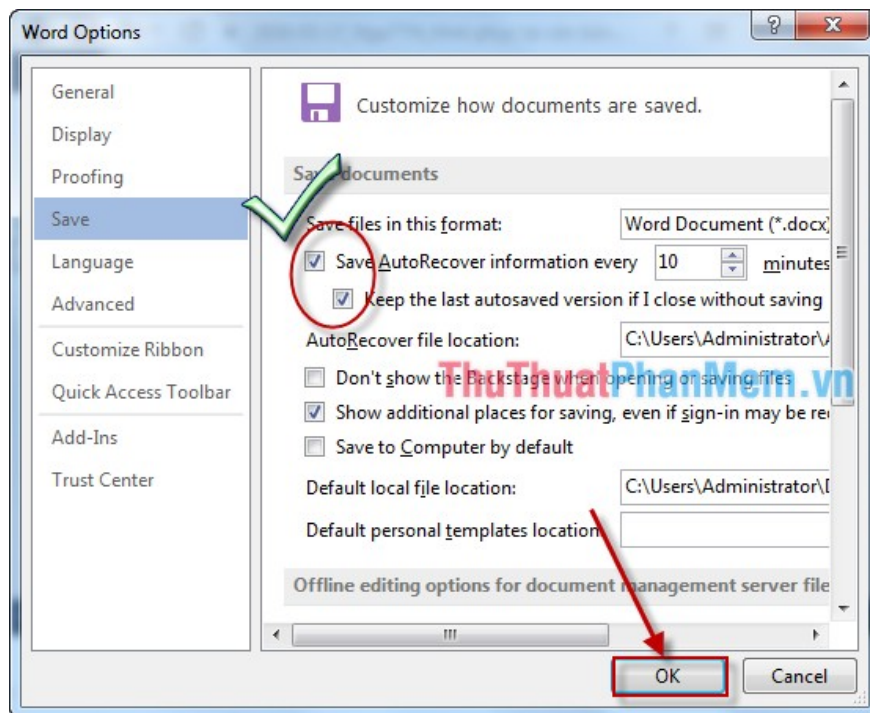 Word Options
General
Display
Proofing
Save
Language
Advanced
Customize Ribbon
Quick Access Toolbar
Add-Ins
Trust Center
Customize how documents are saved.
Save documents
Save files in this format: Word Document (*.docx)
Save AutoRecover information every 10 minutes
Keep the last autosaved version if I close without saving
AutoRecover file location: C:\Users\Administrator\A
Don't show the Backstage when opening or saving files
ThuThuatPhanMem.vn
Show additional places for saving, even if sign-in may be re
Save to Computer by default
Default local file location: C:\Users\Administrator\D
Default personal templates location
Offline editing options for document management server file
OK Cancel